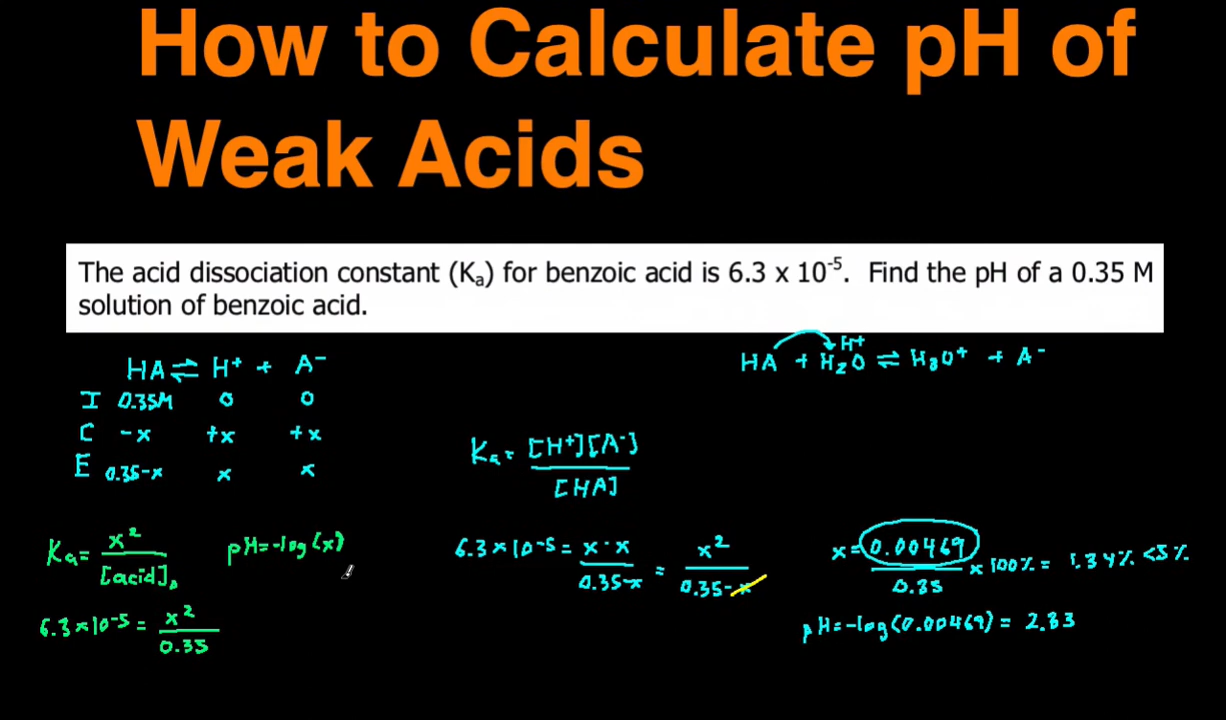 How to Calculate pH of
Weak Acids
The acid dissociation constant (Kₐ) for benzoic acid is 6.3 x 10⁻⁵. Find the pH of a 0.35 M
solution of benzoic acid.
HA ⇌ H⁺ + A⁻
I 0.35M 0 0
C -x +x +x
E 0.35-x x x
H⁺
HA + H₂O ⇌ H₃O⁺ + A⁻
Kₐ = [H⁺][A⁻] / [HA]
Kₐ = x² / [acid]₀
pH = -log(x)
6.3 x 10⁻⁵ = x² / 0.35
6.3 x 10⁻⁵ = x · x / 0.35-x = x² / 0.35-x
x = 0.00469 / 0.35 x 100% = 1.34% < 5%
pH = -log(0.00469) = 2.33